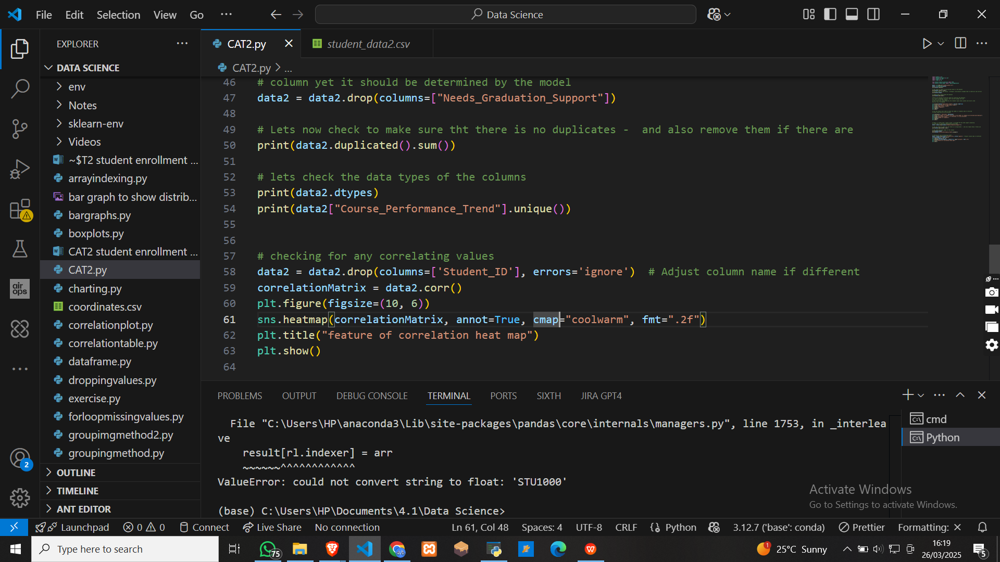 File Edit Selection View Go ··· Data Science
EXPLORER ···
DATA SCIENCE
env
Notes
sklearn-env
Videos
~$T2 student enrollment ...
arrayindexing.py
bar graph to show distrib...
bargraphs.py
boxplots.py
CAT2 student enrollment ...
CAT2.py
charting.py
coordinates.csv
correlationplot.py
correlationtable.py
dataframe.py
droppingvalues.py
exercise.py
forloopmissingvalues.py
groupimgmethod2.py
groupingmethod.py
OUTLINE
TIMELINE
ANT EDITOR
air
ops
2
CAT2.py student_data2.csv
CAT2.py > ...
46 # column yet it should be determined by the model
47 data2 = data2.drop(columns=["Needs_Graduation_Support"])
48
49 # Lets now check to make sure tht there is no duplicates -  and also remove them if there are
50 print(data2.duplicated().sum())
51
52 # lets check the data types of the columns
53 print(data2.dtypes)
54 print(data2["Course_Performance_Trend"].unique())
55
56
57 # checking for any correlating values
58 data2 = data2.drop(columns=['Student_ID'], errors='ignore')  # Adjust column name if different
59 correlationMatrix = data2.corr()
60 plt.figure(figsize=(10, 6))
61 sns.heatmap(correlationMatrix, annot=True, cmap="coolwarm", fmt=".2f")
62 plt.title("feature of correlation heat map")
63 plt.show()
64
PROBLEMS OUTPUT DEBUG CONSOLE TERMINAL PORTS SIXTH JIRA GPT4
File "C:\Users\HP\anaconda3\Lib\site-packages\pandas\core\internals\managers.py", line 1753, in _interlea
ve
result[rl.indexer] = arr
~~~~~~^^^^^^^^^^^^
ValueError: could not convert string to float: 'STU1000'
(base) C:\Users\HP\Documents\4.1\Data Science>
cmd
Python
Activate Windows
Go to Settings to activate Windows.
Launchpad 0 0 Connect Live Share No connection Ln 61, Col 48 Spaces: 4 UTF-8 CRLF {} Python 3.12.7 ('base': conda) Prettier Formatting: ×
Type here to search 75 1 25°C Sunny 16:19
26/03/2025 5